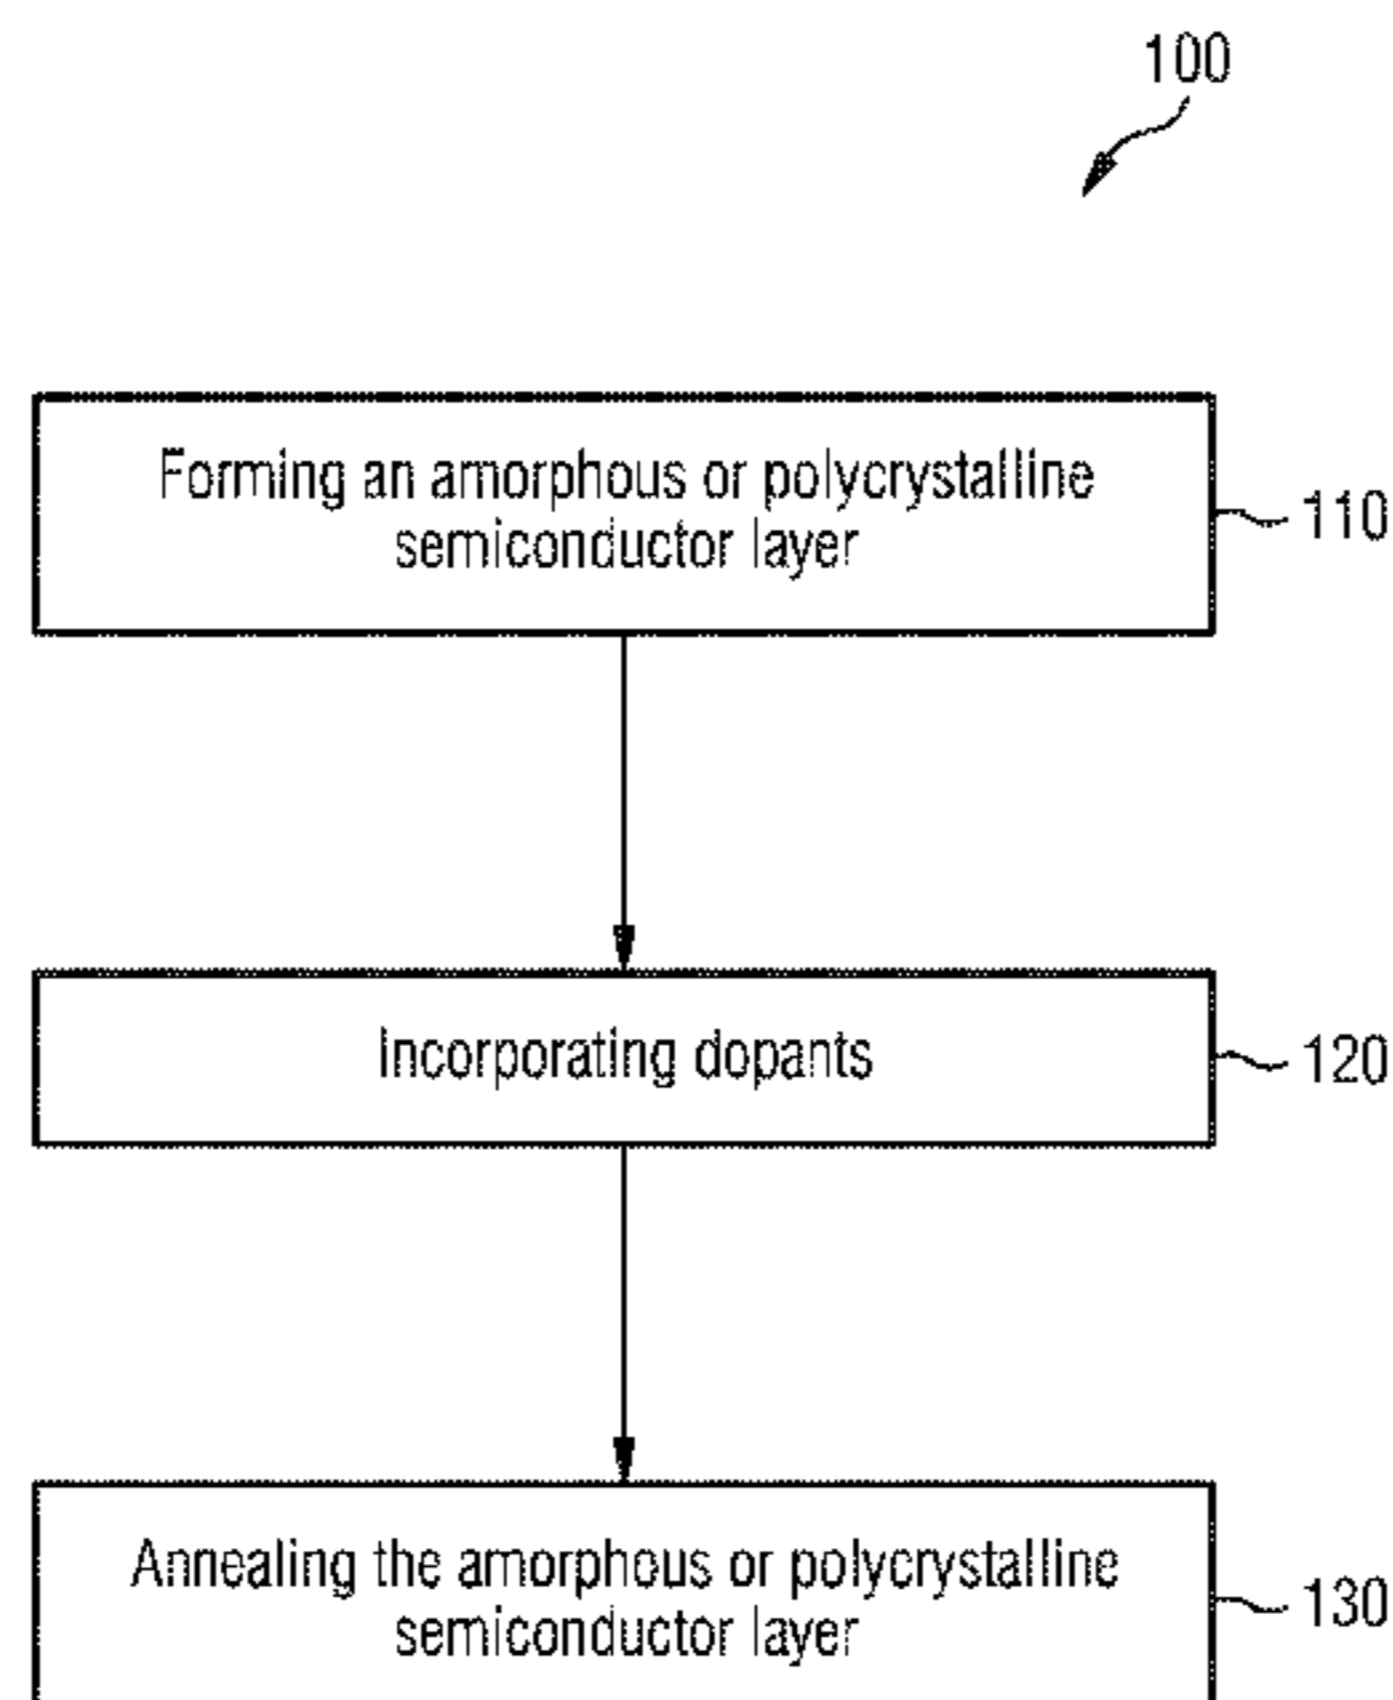 100
Forming an amorphous or polycrystalline
semiconductor layer
110
Incorporating dopants
120
Annealing the amorphous or polycrystalline
semiconductor layer
130